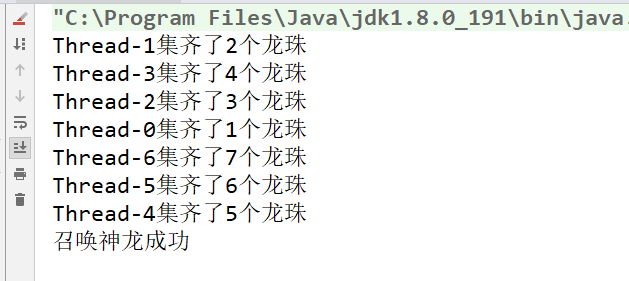 "C:\Program Files\Java\jdk1.8.0_191\bin\java.
Thread-1集齐了2个龙珠
Thread-3集齐了4个龙珠
Thread-2集齐了3个龙珠
Thread-0集齐了1个龙珠
Thread-6集齐了7个龙珠
Thread-5集齐了6个龙珠
Thread-4集齐了5个龙珠
召唤神龙成功